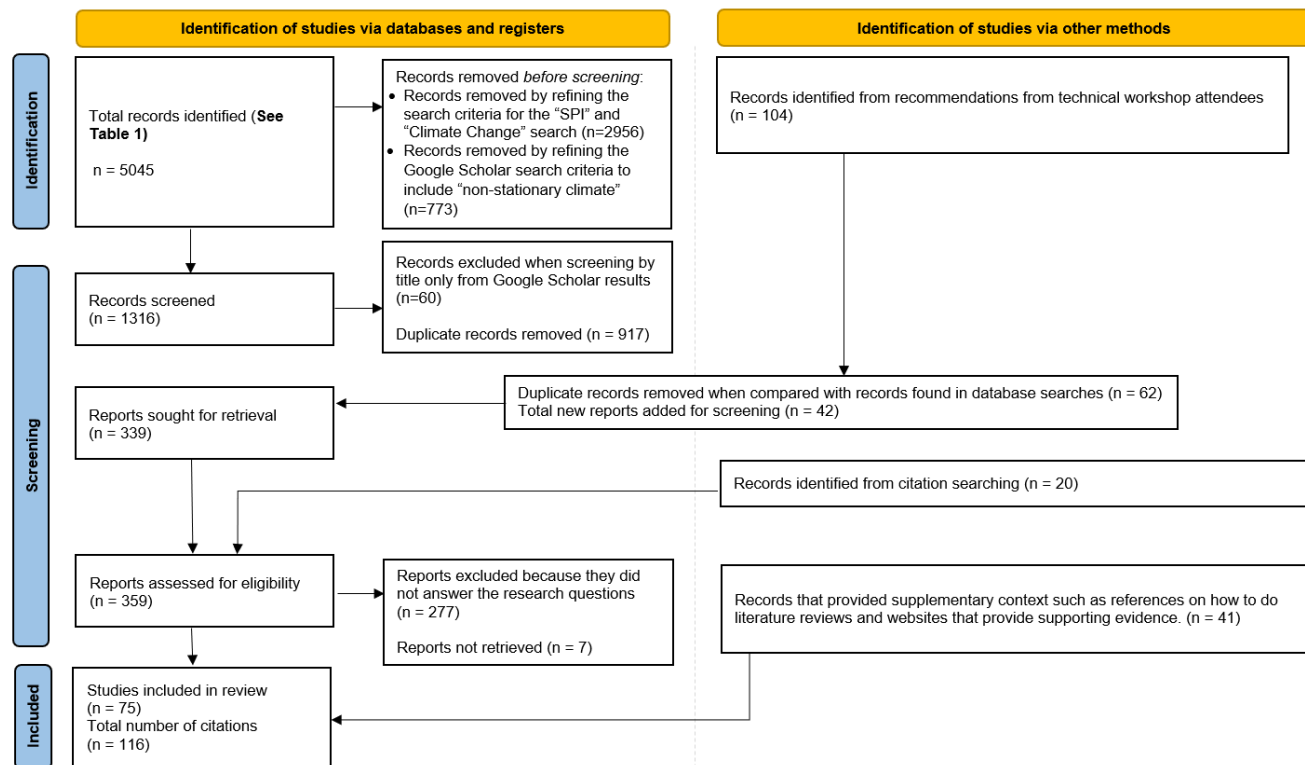 Identification of studies via databases and registers
Identification of studies via other methods
Identification
Total records identified (See
Table 1)
n = 5045
Records removed before screening:
• Records removed by refining the
search criteria for the “SPI” and
“Climate Change” search (n=2956)
• Records removed by refining the
Google Scholar search criteria to
include “non-stationary climate”
(n=773)
Records identified from recommendations from technical workshop attendees
(n = 104)
Screening
Records screened
(n = 1316)
Records excluded when screening by
title only from Google Scholar results
(n=60)
Duplicate records removed (n = 917)
Reports sought for retrieval
(n = 339)
Duplicate records removed when compared with records found in database searches (n = 62)
Total new reports added for screening (n = 42)
Records identified from citation searching (n = 20)
Reports assessed for eligibility
(n = 359)
Reports excluded because they did
not answer the research questions
(n = 277)
Reports not retrieved (n = 7)
Records that provided supplementary context such as references on how to do
literature reviews and websites that provide supporting evidence. (n = 41)
Included
Studies included in review
(n = 75)
Total number of citations
(n = 116)